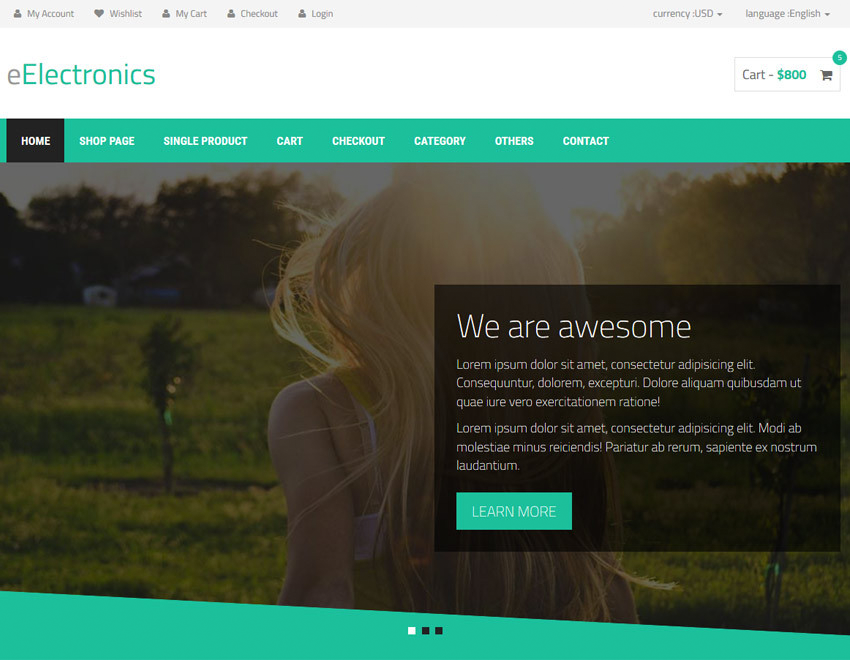 My Account Wishlist My Cart Checkout Login currency :USD language :English
5
eElectronics Cart - $800
HOME SHOP PAGE SINGLE PRODUCT CART CHECKOUT CATEGORY OTHERS CONTACT
We are awesome
Lorem ipsum dolor sit amet, consectetur adipisicing elit.
Consequuntur, dolorem, excepturi. Dolore aliquam quibusdam ut
quae iure vero exercitationem ratione!
Lorem ipsum dolor sit amet, consectetur adipisicing elit. Modi ab
molestiae minus reiciendis! Pariatur ab rerum, sapiente ex nostrum
laudantium.
LEARN MORE